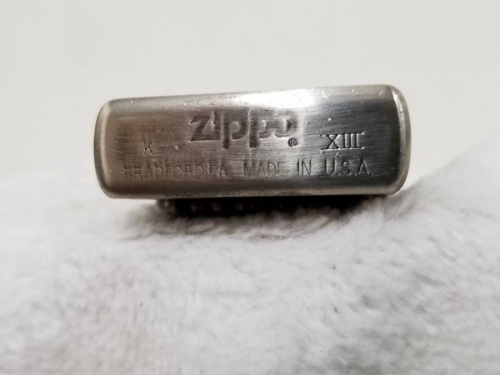 zippo®
K XIII
BRADFORD.PA. MADE IN U.S.A.